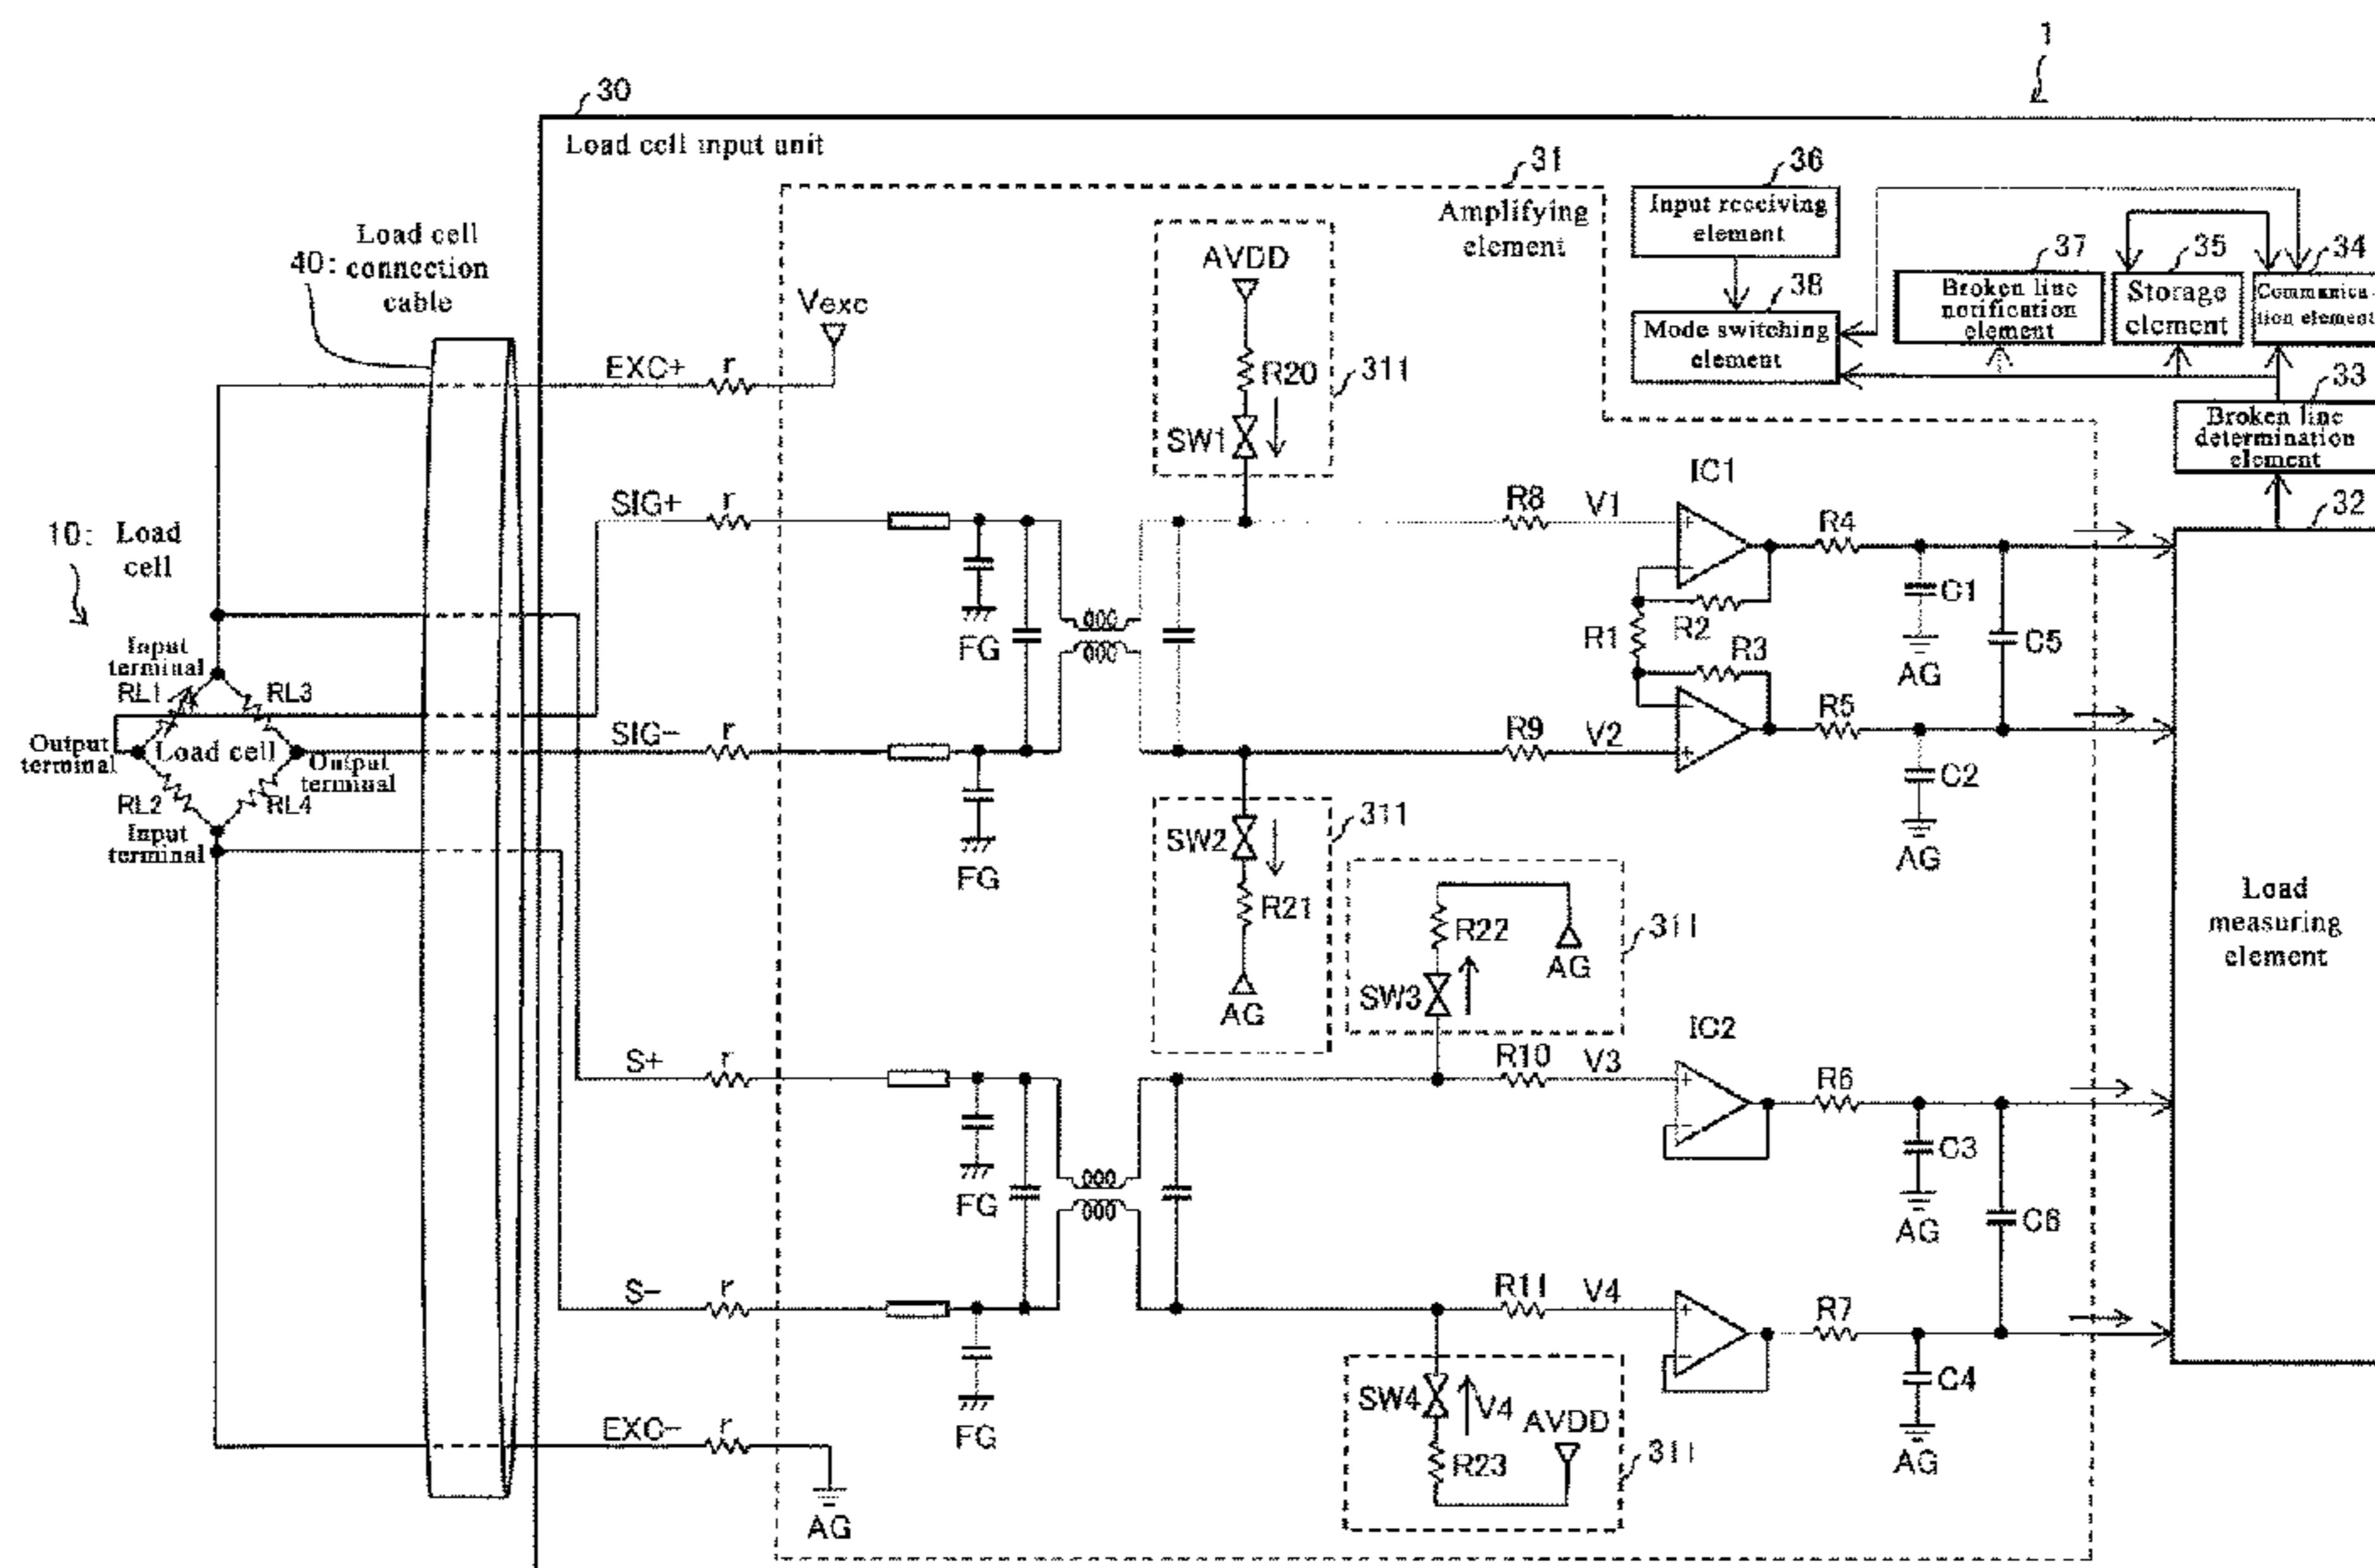 1
30
Load cell input unit
31
Amplifying
element
36
Input receiving
element
38
Mode switching
element
37
Broken line
notification
element
35
Storage
element
34
Communica-
tion element
33
Broken line
determination
element
32
Load
measuring
element
Load cell
40: connection
cable
Vexc
EXC+
r
AVDD
R20
SW1
311
10: Load
cell
SIG+
r
FG
R8
V1
IC1
R4
C1
AG
R1
R2
R3
C5
Input
terminal
RL1
RL3
Output
terminal
Load cell
Output
terminal
RL2
RL4
Input
terminal
SIG-
r
FG
R9
V2
R5
C2
AG
311
SW2
R21
AG
311
R22
AG
SW3
S+
r
FG
R10
V3
IC2
R6
C3
AG
C6
S-
r
FG
R11
V4
R7
C4
AG
SW4
V4
AVDD
R23
311
EXC-
r
AG